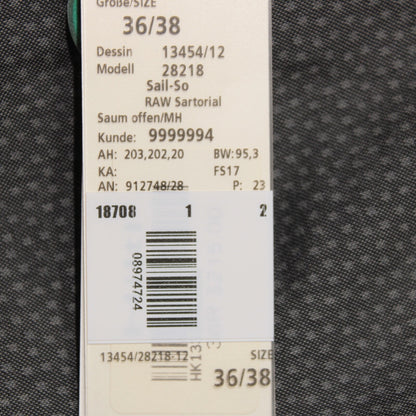 Größe/SIZE
36/38
Dessin 13454/12
Modell 28218
Sail-So
RAW Sartorial
Saum offen/MH
Kunde: 9999994
AH: 203,202,20 BW:95,3
KA: FS17
AN: 912748/28 P: 23
18708 1 2
08974724
13454/28218-12 SIZE
36/38